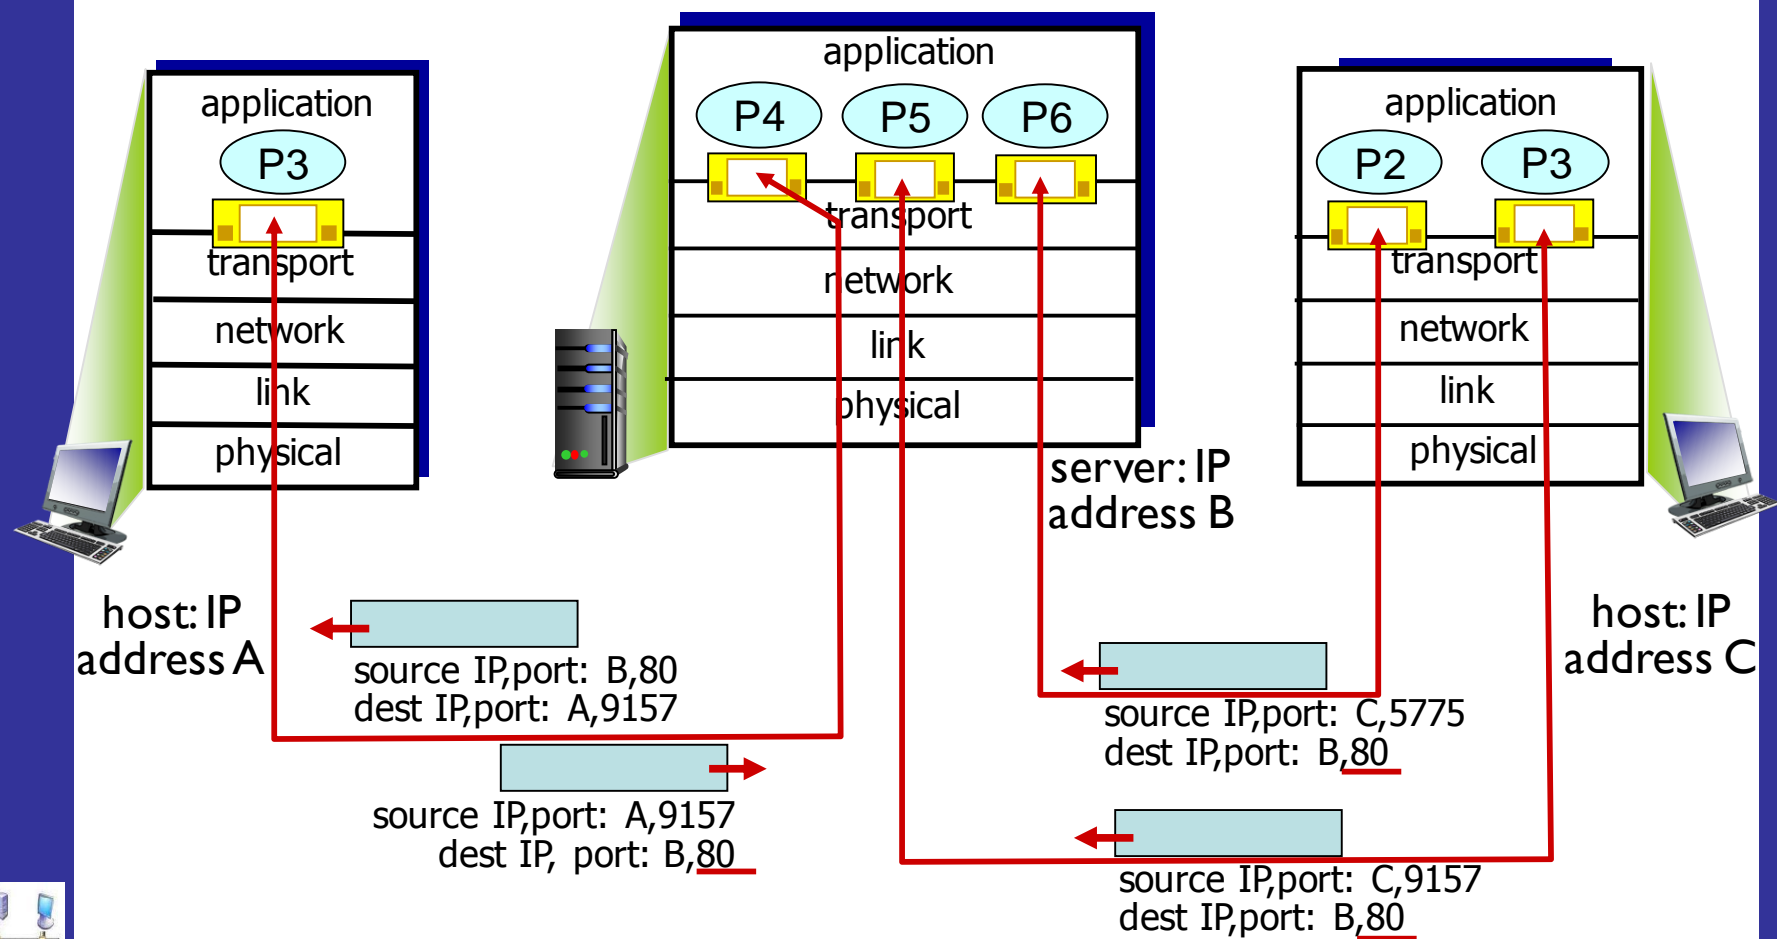 application
P3
transport
network
link
physical
host: IP
address A
application
P4 P5 P6
transport
network
link
physical
server: IP
address B
application
P2 P3
transport
network
link
physical
host: IP
address C
source IP,port: B,80
dest IP,port: A,9157
source IP,port: A,9157
dest IP, port: B,80
source IP,port: C,5775
dest IP,port: B,80
source IP,port: C,9157
dest IP,port: B,80